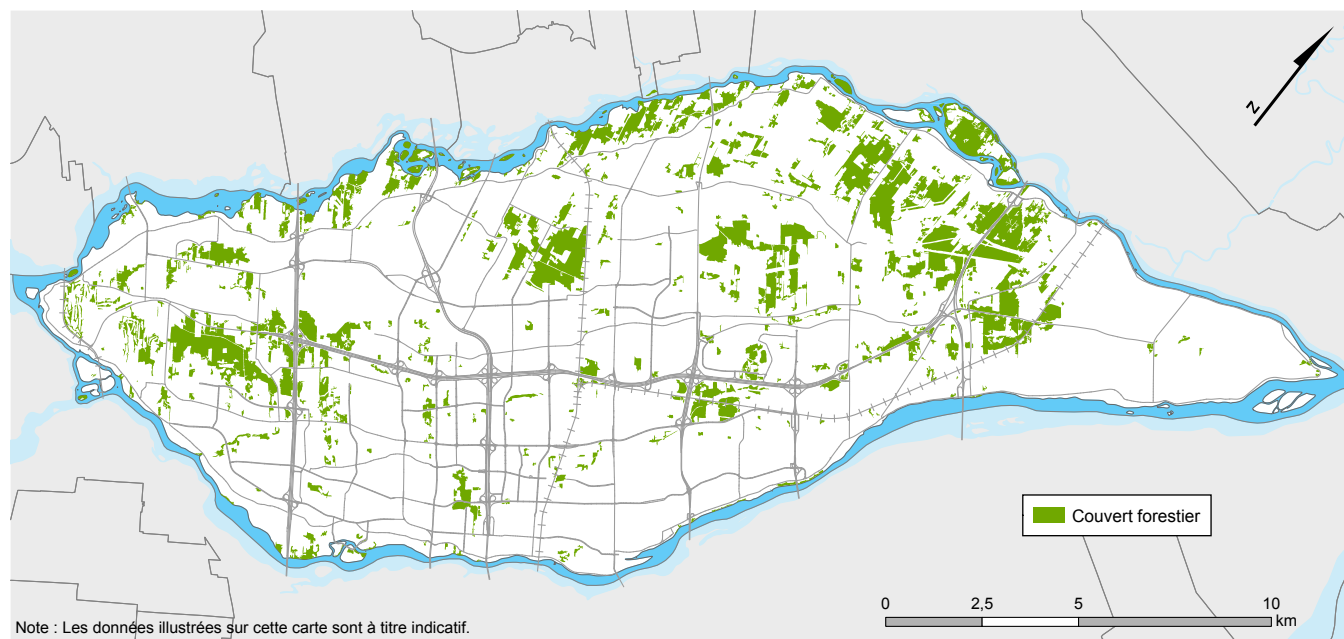 N
Couvert forestier
0 2,5 5 10
km
Note : Les données illustrées sur cette carte sont à titre indicatif.